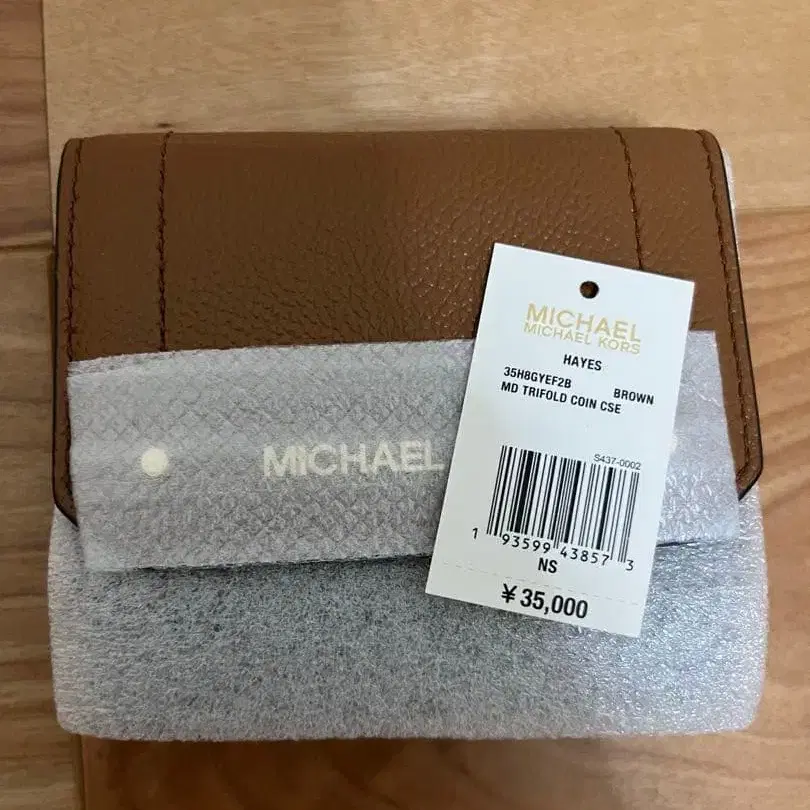 MICHAEL
MICHAEL KORS
HAYES
35H8GYEF2B BROWN
MD TRIFOLD COIN CSE
S437-0002
1 93599 43857 3
NS
¥35,000
MICHAEL